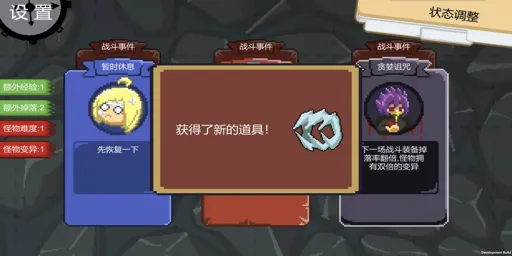 设置
状态调整
战斗事件
战斗事件
战斗事件
暂时休息
贪婪诅咒
额外经验:1
额外掉落:2
怪物难度:1
怪物变异:1
获得了新的道具!
先恢复一下
下一场战斗装备掉
落率翻倍.怪物拥
有双倍的变异
Development Build